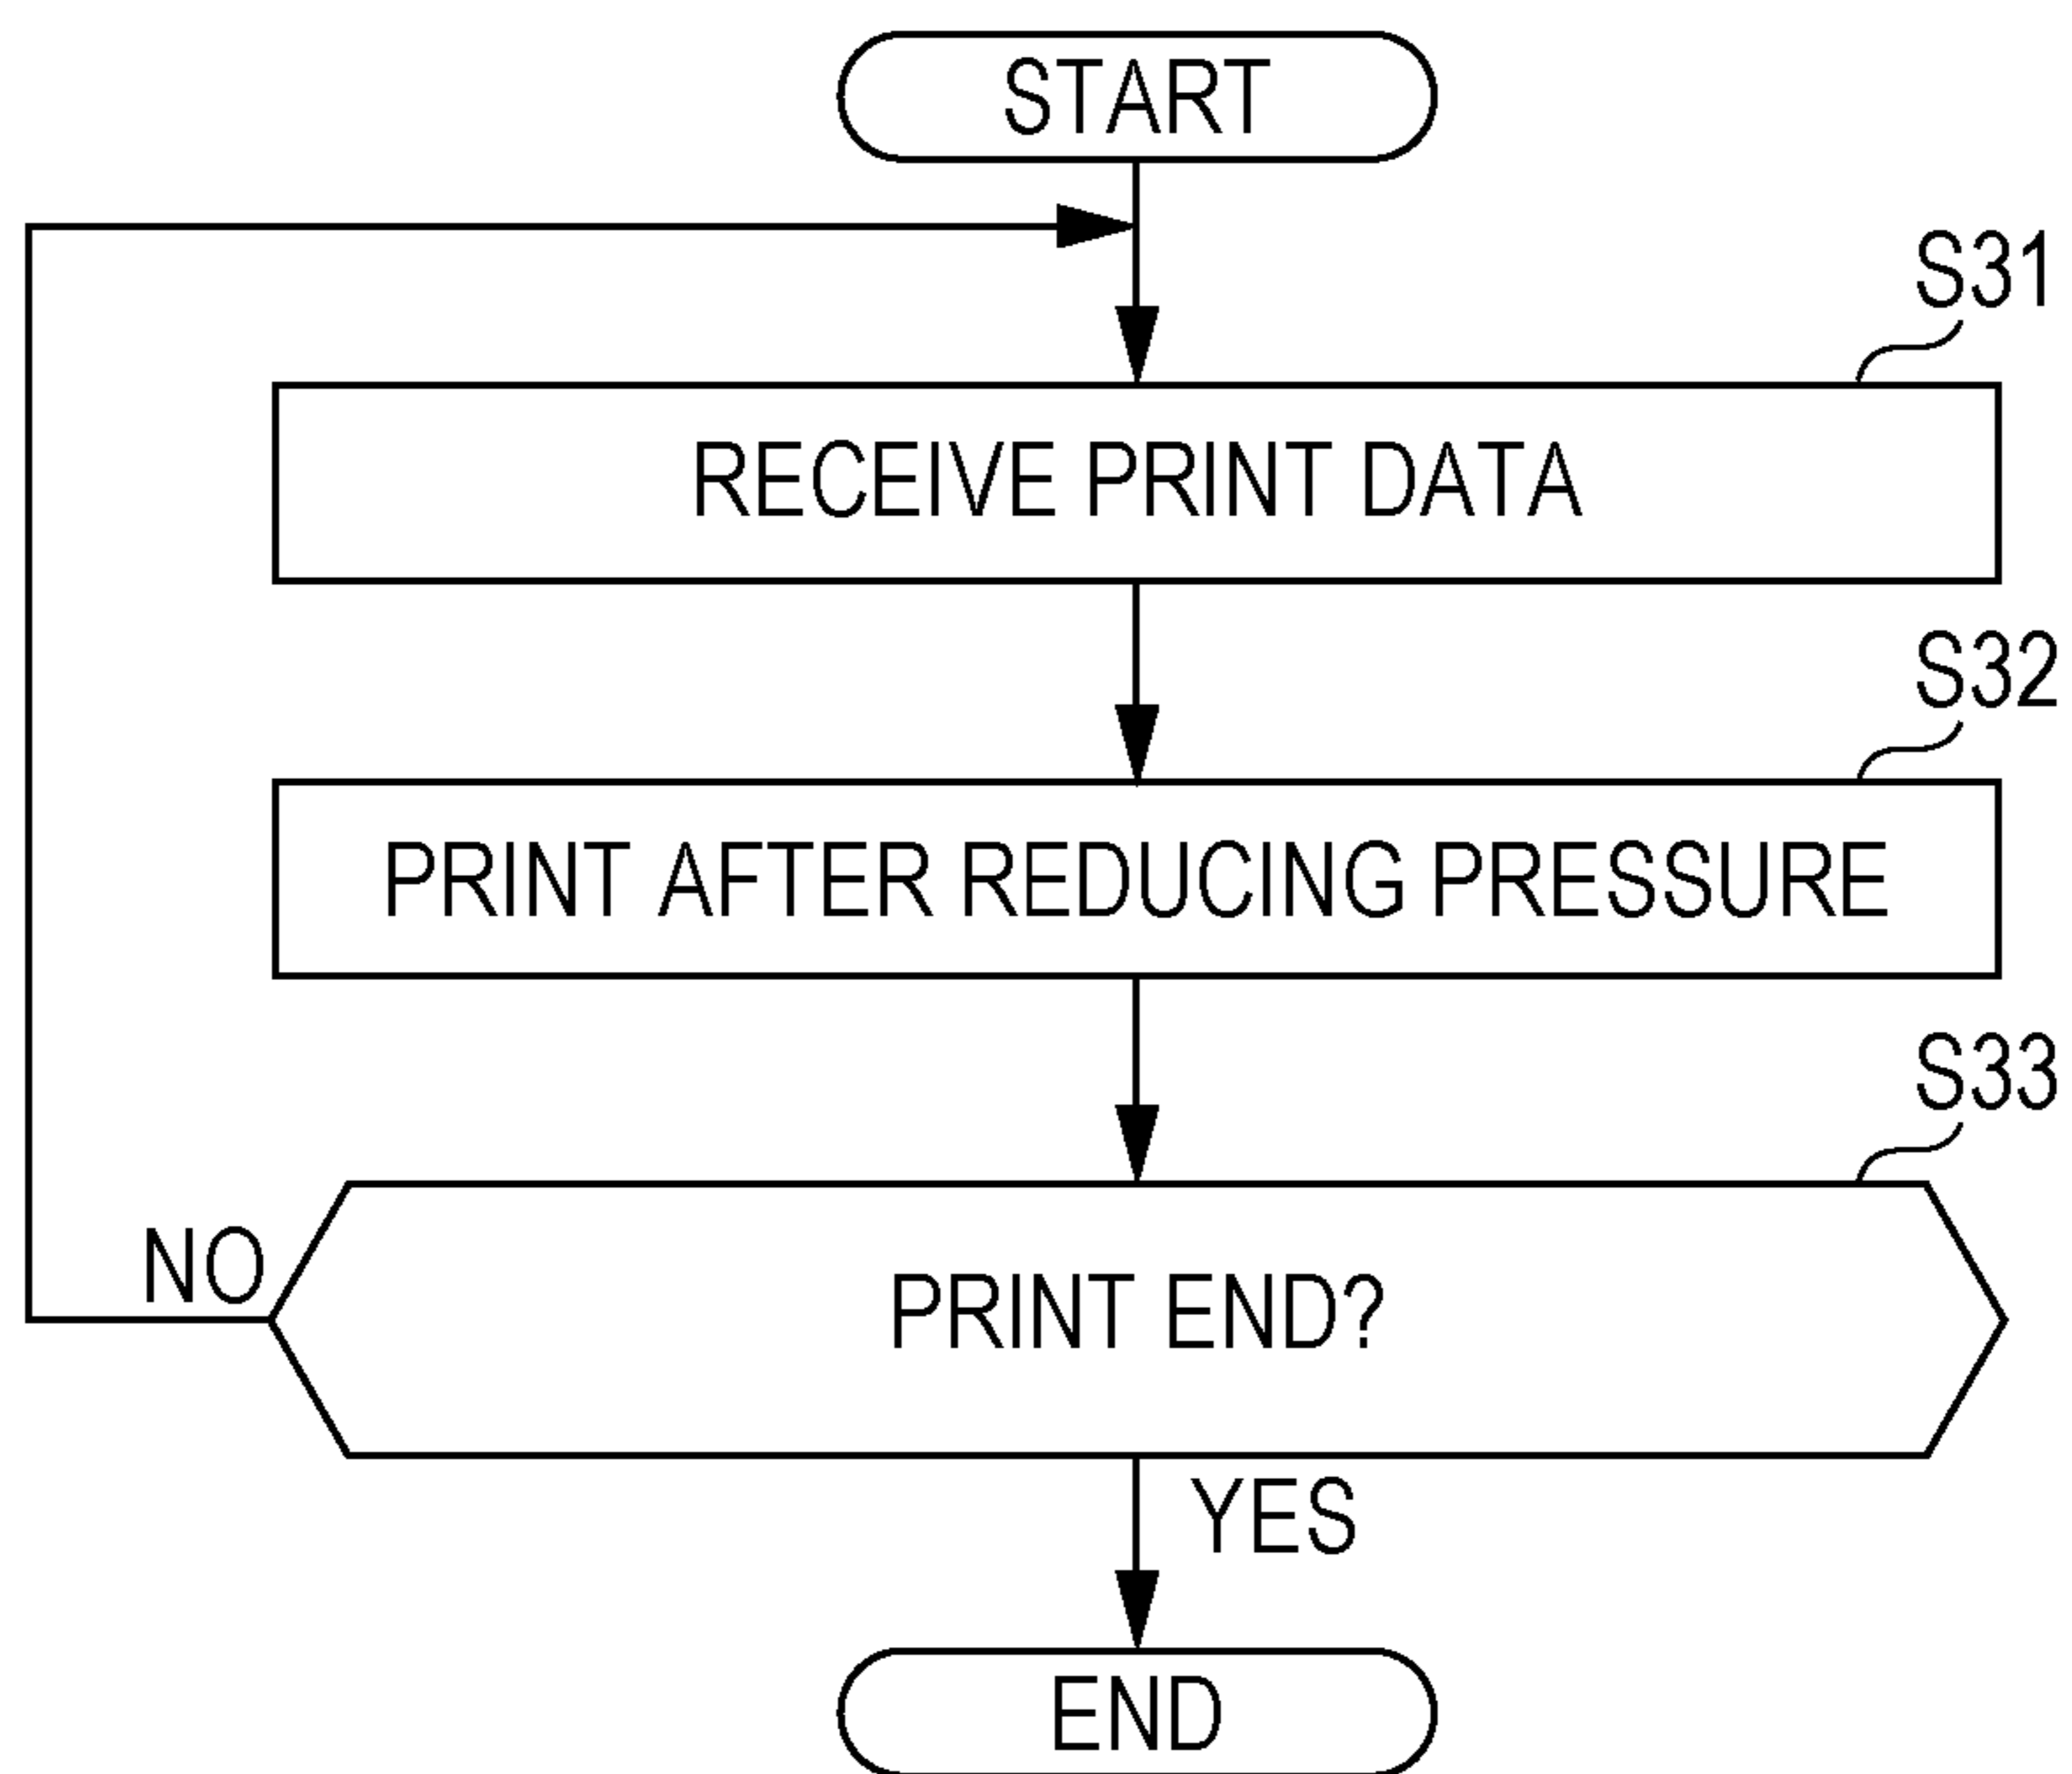 START
S31
RECEIVE PRINT DATA
S32
PRINT AFTER REDUCING PRESSURE
S33
NO
PRINT END?
YES
END